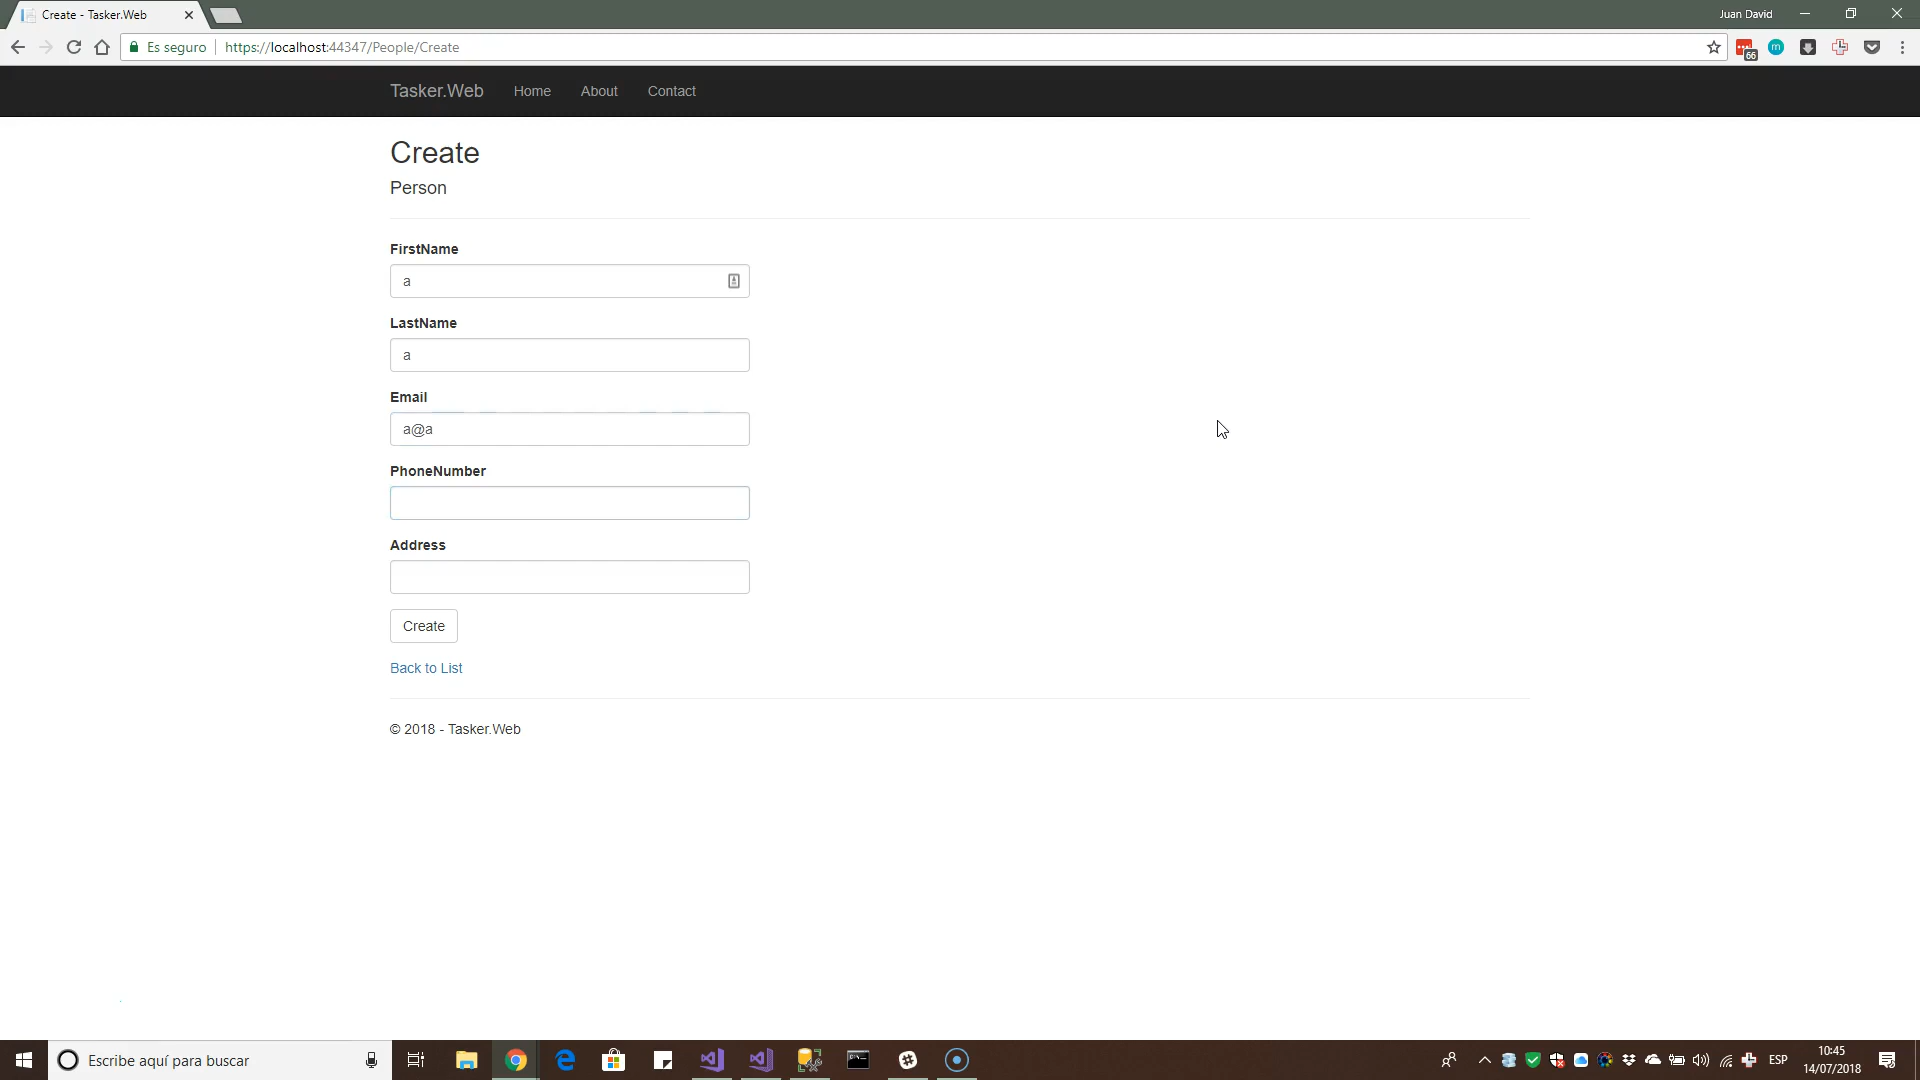 Create - Tasker.Web
Juan David
Es seguro https://localhost:44347/People/Create
66
m
Tasker.Web Home About Contact
Create
Person
FirstName
a
LastName
a
Email
a@a
PhoneNumber
Address
Create
Back to List
© 2018 - Tasker.Web
Escribe aquí para buscar
ESP
10:45
14/07/2018